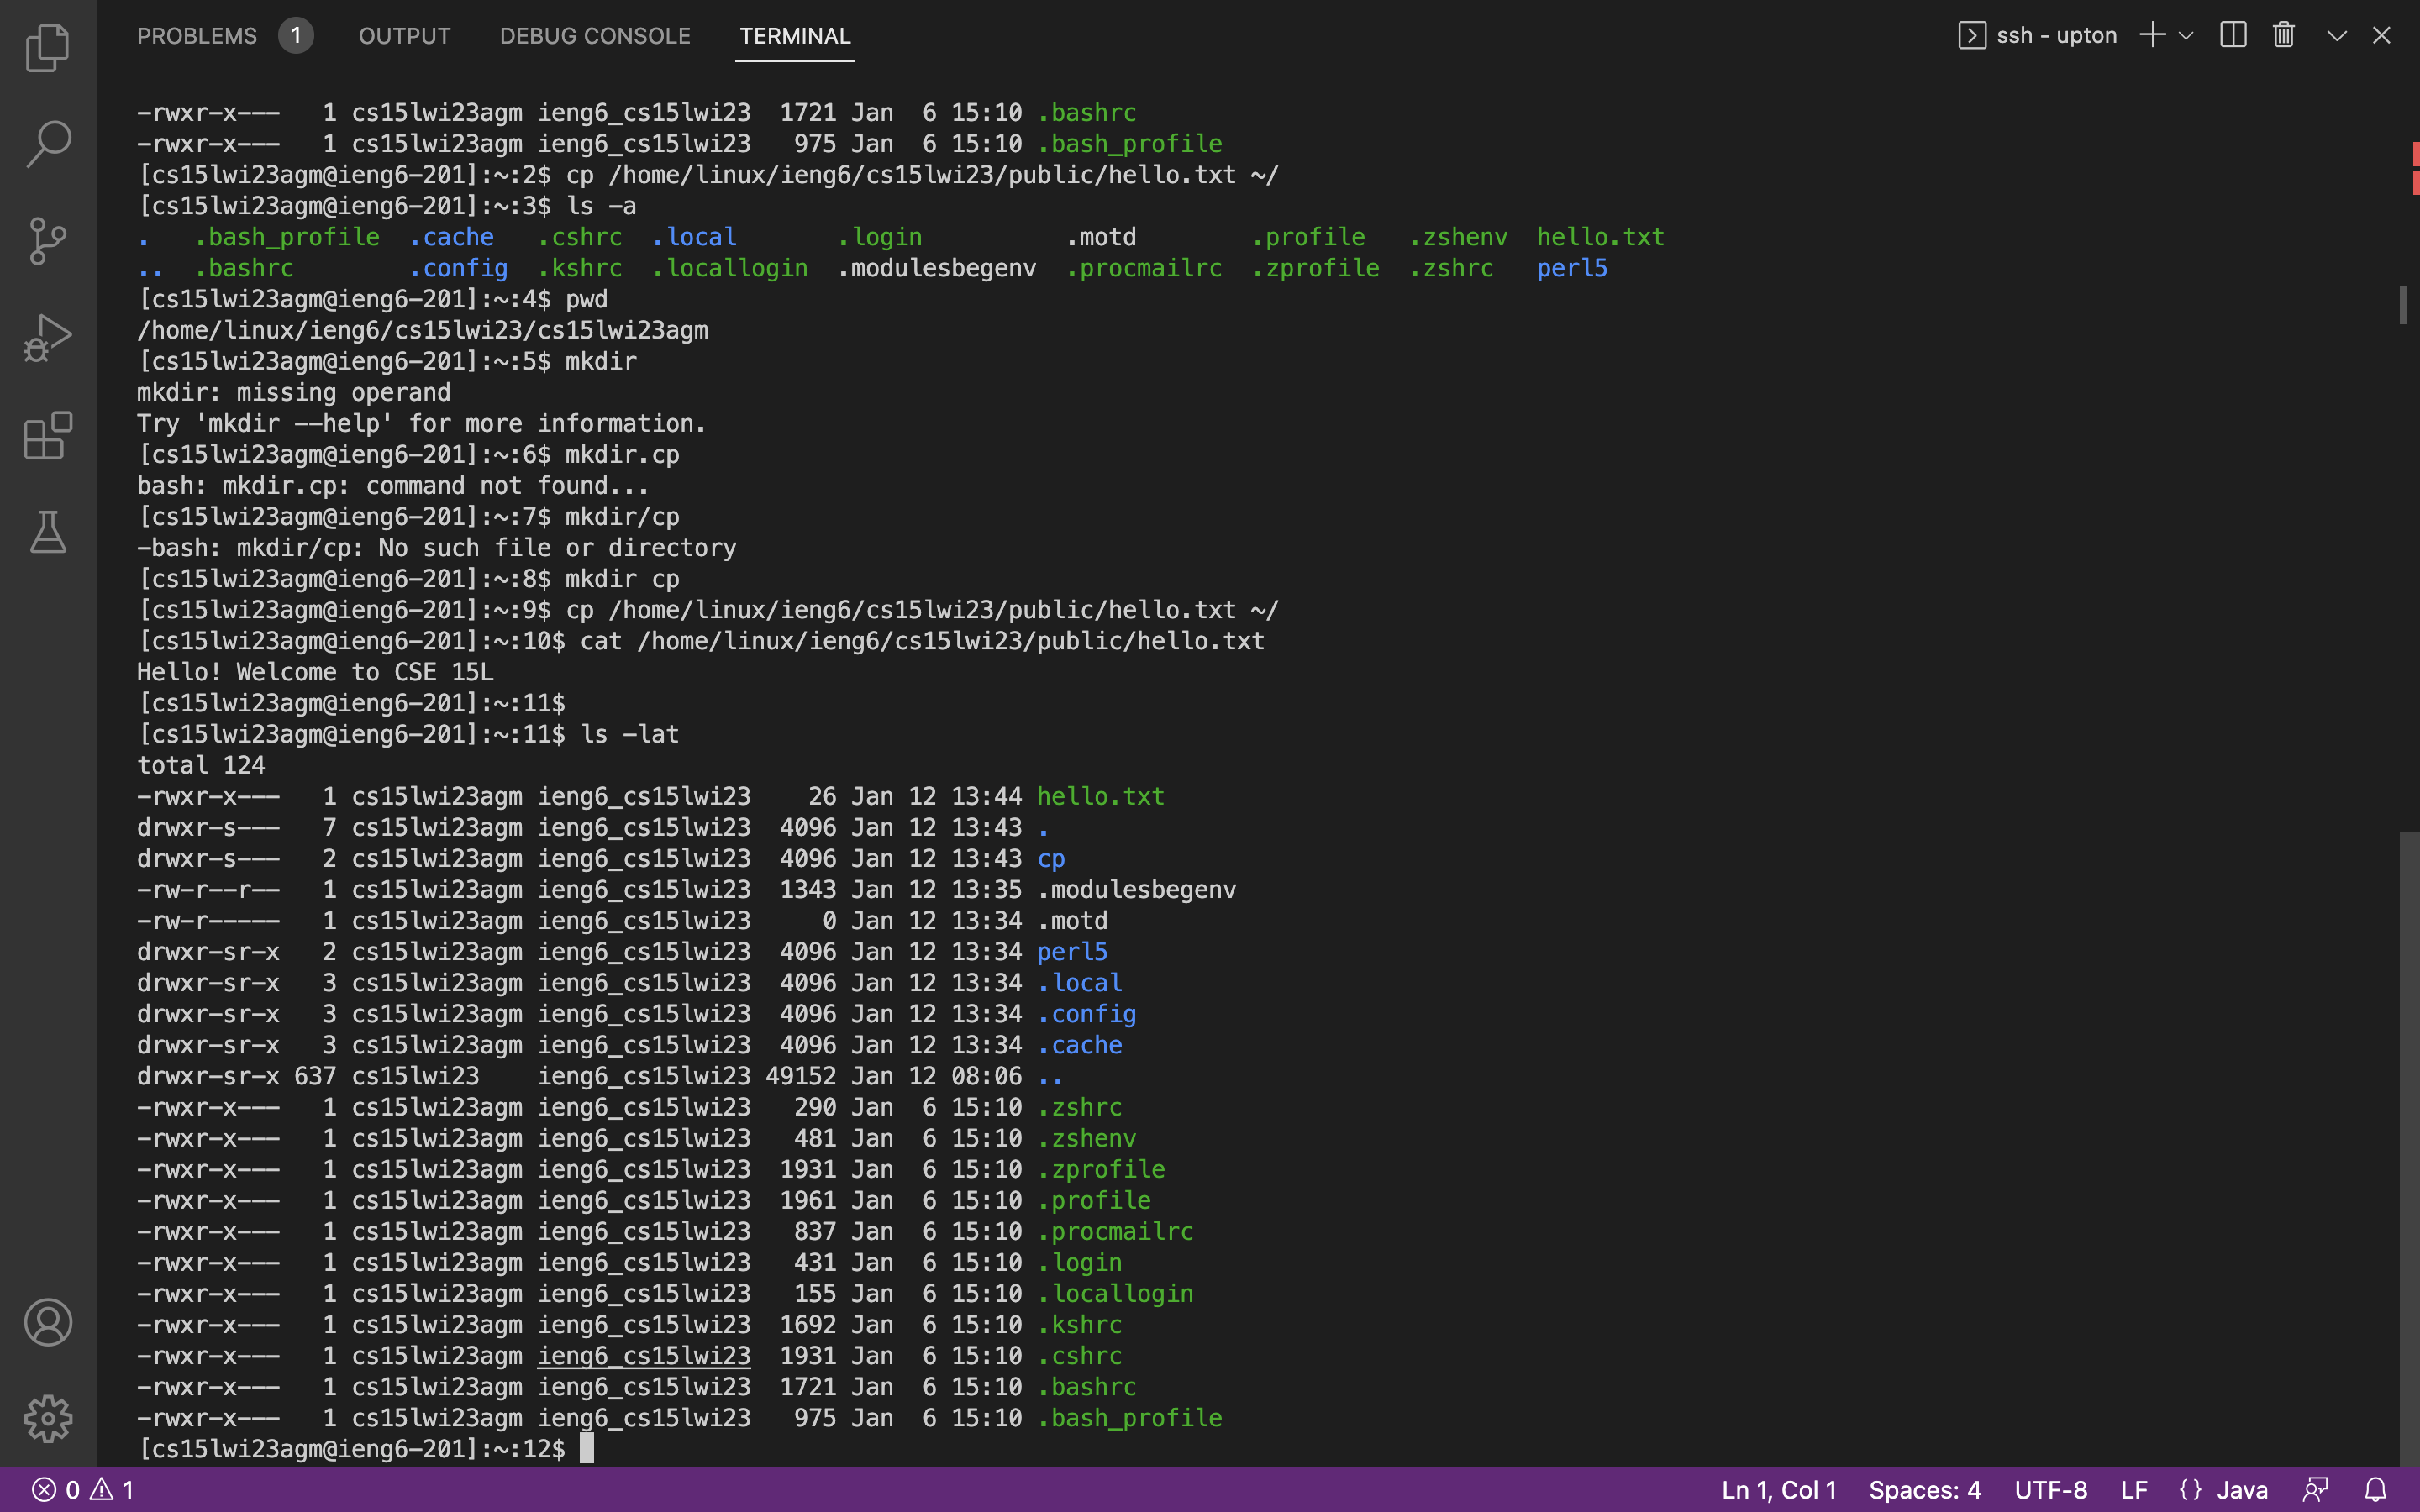 PROBLEMS 1 OUTPUT DEBUG CONSOLE TERMINAL ssh - upton
-rwxr-x---   1 cs15lwi23agm ieng6_cs15lwi23  1721 Jan  6 15:10 .bashrc
-rwxr-x---   1 cs15lwi23agm ieng6_cs15lwi23   975 Jan  6 15:10 .bash_profile
[cs15lwi23agm@ieng6-201]:~:2$ cp /home/linux/ieng6/cs15lwi23/public/hello.txt ~/
[cs15lwi23agm@ieng6-201]:~:3$ ls -a
.   .bash_profile  .cache   .cshrc  .local       .login          .motd        .profile   .zshenv  hello.txt
..  .bashrc        .config  .kshrc  .locallogin  .modulesbegenv  .procmailrc  .zprofile  .zshrc   perl5
[cs15lwi23agm@ieng6-201]:~:4$ pwd
/home/linux/ieng6/cs15lwi23/cs15lwi23agm
[cs15lwi23agm@ieng6-201]:~:5$ mkdir
mkdir: missing operand
Try 'mkdir --help' for more information.
[cs15lwi23agm@ieng6-201]:~:6$ mkdir.cp
bash: mkdir.cp: command not found...
[cs15lwi23agm@ieng6-201]:~:7$ mkdir/cp
-bash: mkdir/cp: No such file or directory
[cs15lwi23agm@ieng6-201]:~:8$ mkdir cp
[cs15lwi23agm@ieng6-201]:~:9$ cp /home/linux/ieng6/cs15lwi23/public/hello.txt ~/
[cs15lwi23agm@ieng6-201]:~:10$ cat /home/linux/ieng6/cs15lwi23/public/hello.txt
Hello! Welcome to CSE 15L
[cs15lwi23agm@ieng6-201]:~:11$
[cs15lwi23agm@ieng6-201]:~:11$ ls -lat
total 124
-rwxr-x---   1 cs15lwi23agm ieng6_cs15lwi23    26 Jan 12 13:44 hello.txt
drwxr-s---   7 cs15lwi23agm ieng6_cs15lwi23  4096 Jan 12 13:43 .
drwxr-s---   2 cs15lwi23agm ieng6_cs15lwi23  4096 Jan 12 13:43 cp
-rw-r--r--   1 cs15lwi23agm ieng6_cs15lwi23  1343 Jan 12 13:35 .modulesbegenv
-rw-r-----   1 cs15lwi23agm ieng6_cs15lwi23     0 Jan 12 13:34 .motd
drwxr-sr-x   2 cs15lwi23agm ieng6_cs15lwi23  4096 Jan 12 13:34 perl5
drwxr-sr-x   3 cs15lwi23agm ieng6_cs15lwi23  4096 Jan 12 13:34 .local
drwxr-sr-x   3 cs15lwi23agm ieng6_cs15lwi23  4096 Jan 12 13:34 .config
drwxr-sr-x   3 cs15lwi23agm ieng6_cs15lwi23  4096 Jan 12 13:34 .cache
drwxr-sr-x 637 cs15lwi23    ieng6_cs15lwi23 49152 Jan 12 08:06 ..
-rwxr-x---   1 cs15lwi23agm ieng6_cs15lwi23   290 Jan  6 15:10 .zshrc
-rwxr-x---   1 cs15lwi23agm ieng6_cs15lwi23   481 Jan  6 15:10 .zshenv
-rwxr-x---   1 cs15lwi23agm ieng6_cs15lwi23  1931 Jan  6 15:10 .zprofile
-rwxr-x---   1 cs15lwi23agm ieng6_cs15lwi23  1961 Jan  6 15:10 .profile
-rwxr-x---   1 cs15lwi23agm ieng6_cs15lwi23   837 Jan  6 15:10 .procmailrc
-rwxr-x---   1 cs15lwi23agm ieng6_cs15lwi23   431 Jan  6 15:10 .login
-rwxr-x---   1 cs15lwi23agm ieng6_cs15lwi23   155 Jan  6 15:10 .locallogin
-rwxr-x---   1 cs15lwi23agm ieng6_cs15lwi23  1692 Jan  6 15:10 .kshrc
-rwxr-x---   1 cs15lwi23agm ieng6_cs15lwi23  1931 Jan  6 15:10 .cshrc
-rwxr-x---   1 cs15lwi23agm ieng6_cs15lwi23  1721 Jan  6 15:10 .bashrc
-rwxr-x---   1 cs15lwi23agm ieng6_cs15lwi23   975 Jan  6 15:10 .bash_profile
[cs15lwi23agm@ieng6-201]:~:12$
0 1 Ln 1, Col 1 Spaces: 4 UTF-8 LF {} Java